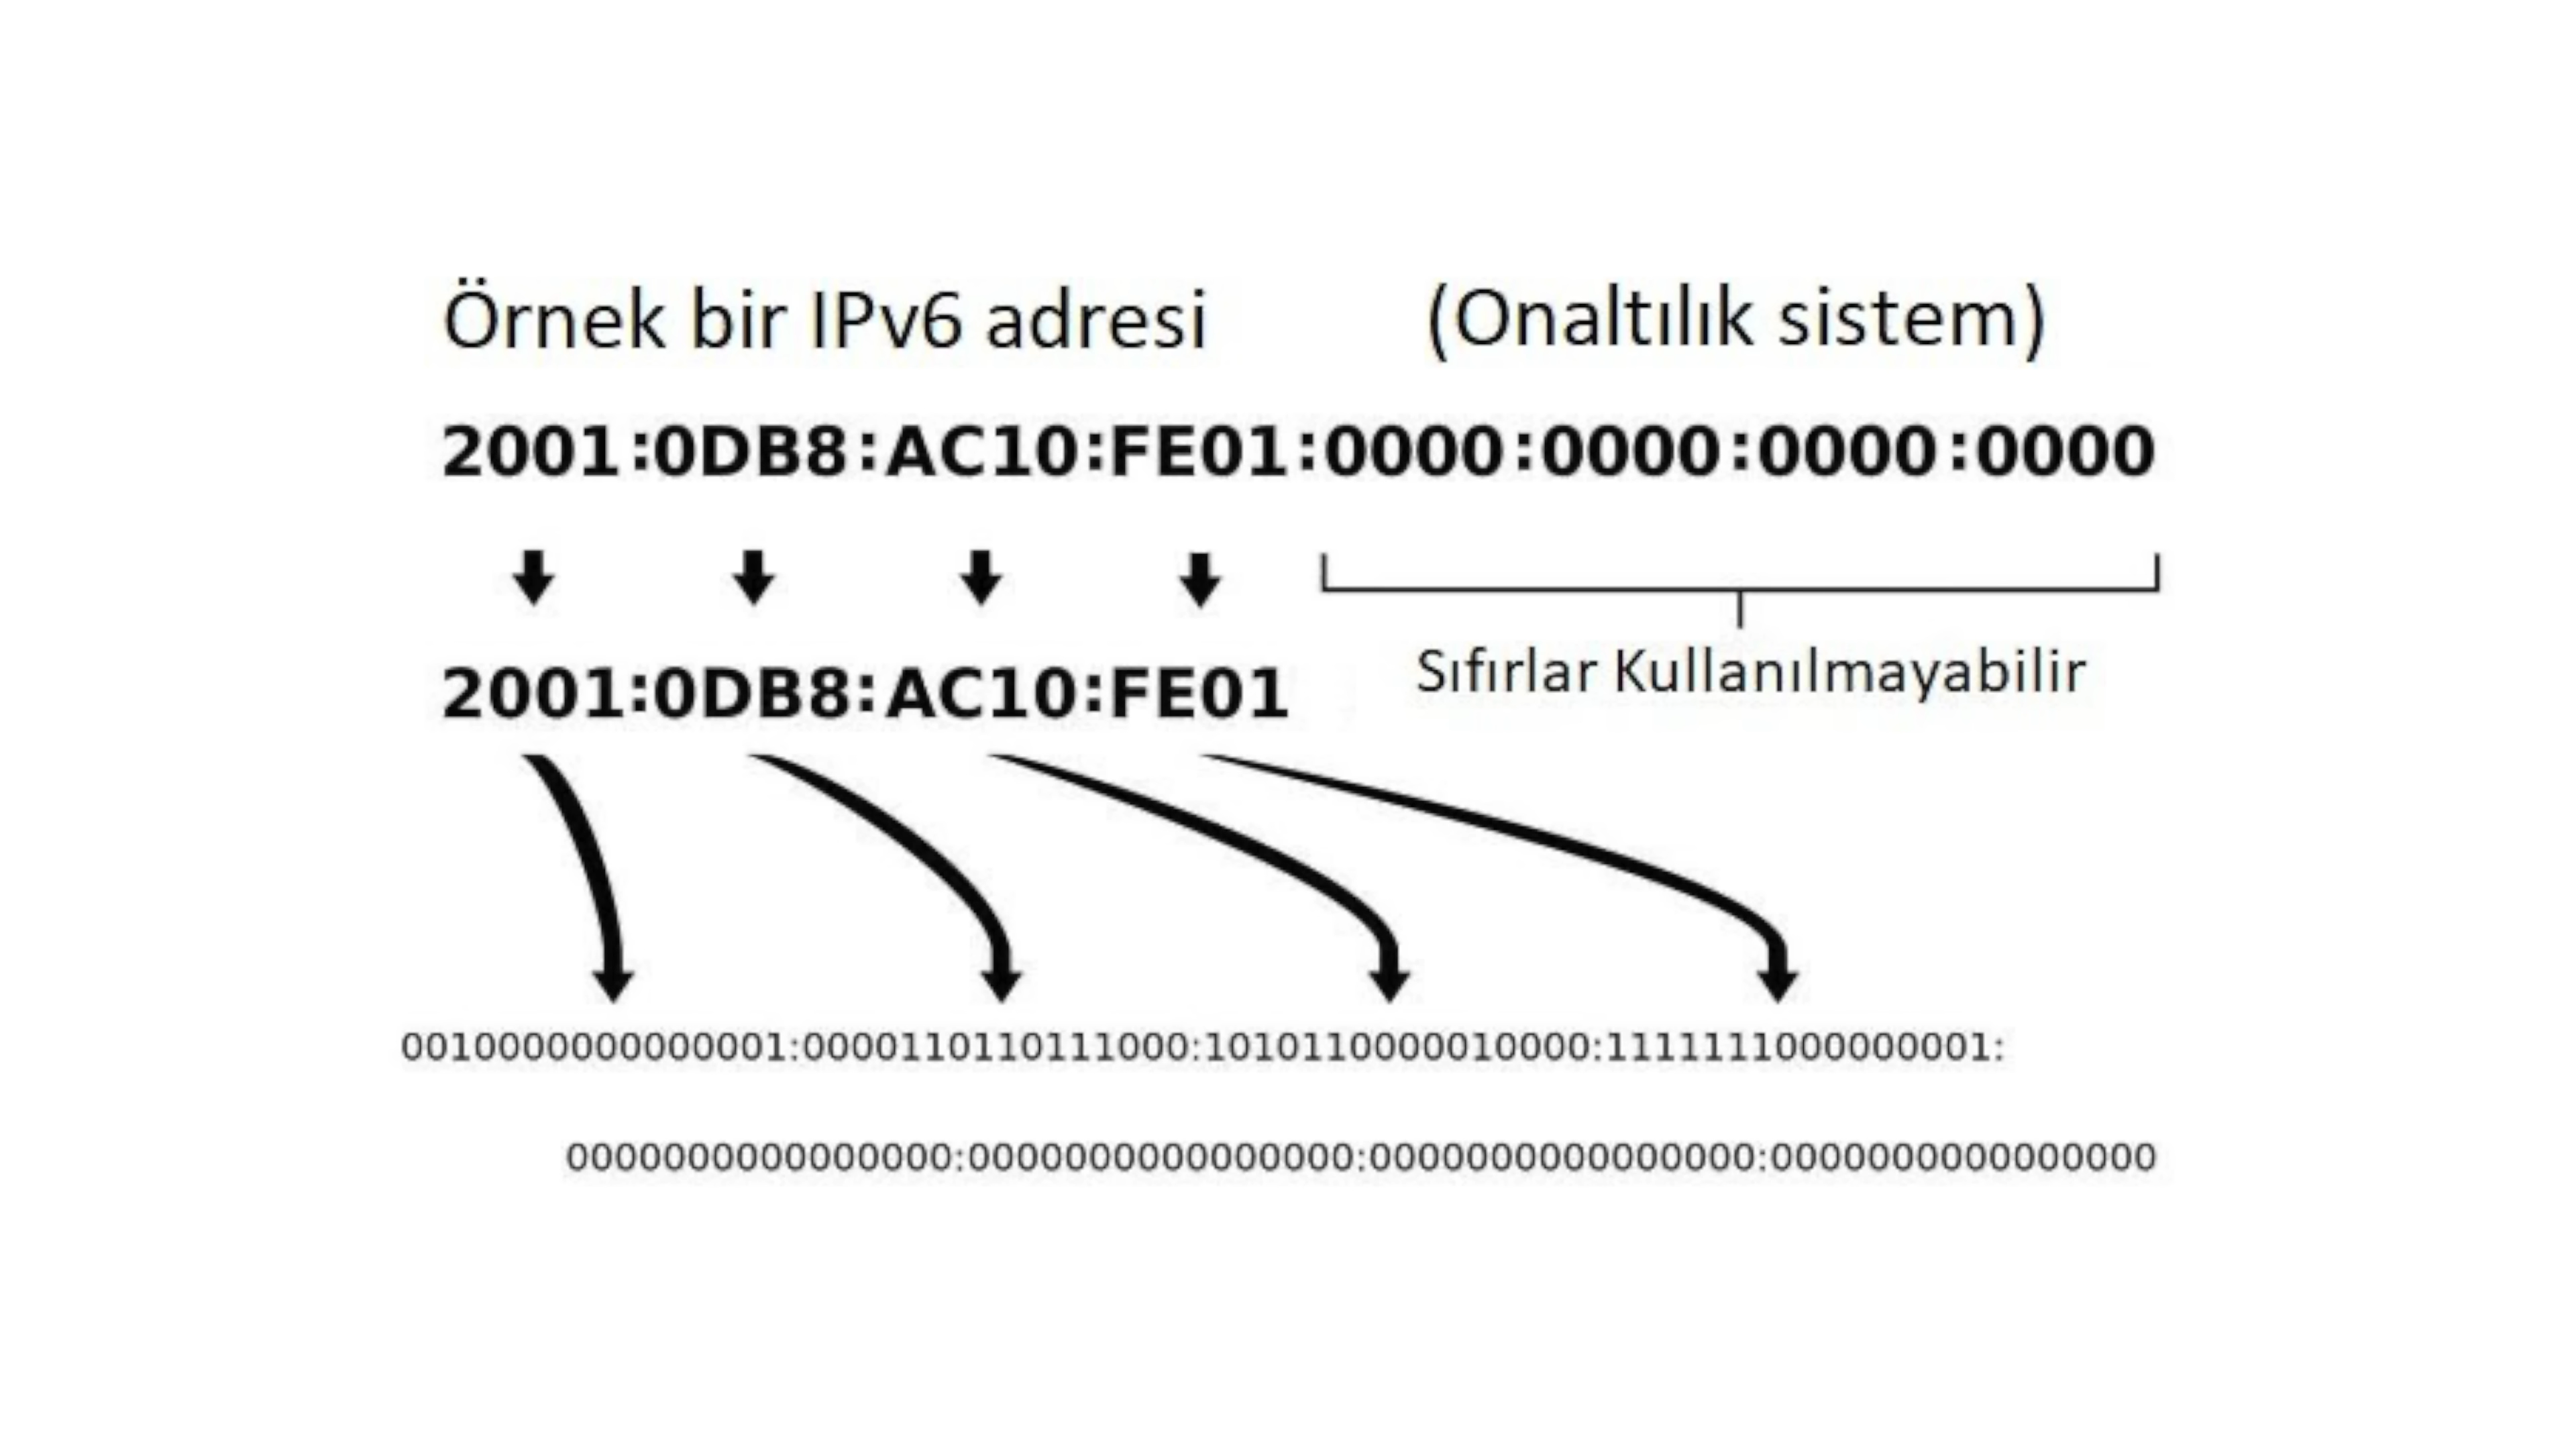 Örnek bir IPv6 adresi (Onaltılık sistem)
2001:0DB8:AC10:FE01:0000:0000:0000:0000
2001:0DB8:AC10:FE01
Sıfırlar Kullanılmayabilir
0010000000000001:0000110110111000:1010110000010000:1111111000000001:
0000000000000000:0000000000000000:0000000000000000:0000000000000000